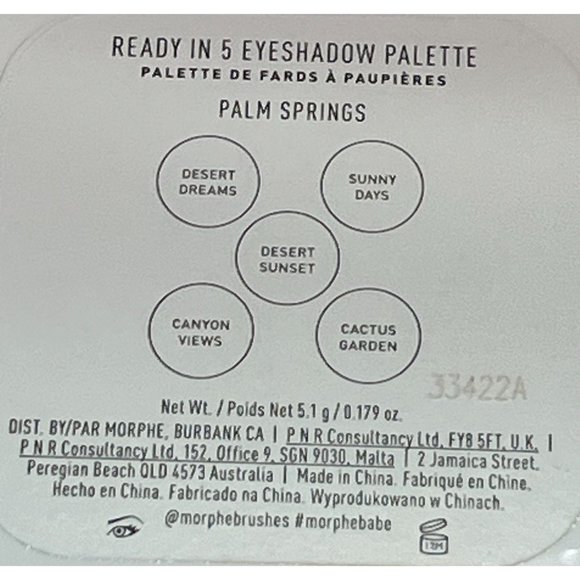 READY IN 5 EYESHADOW PALETTE
PALETTE DE FARDS À PAUPIÈRES
PALM SPRINGS
DESERT
DREAMS
SUNNY
DAYS
DESERT
SUNSET
CANYON
VIEWS
CACTUS
GARDEN
33422A
Net Wt. / Poids Net 5.1 g / 0.179 oz.
DIST. BY/PAR MORPHE, BURBANK CA | P N R Consultancy Ltd, FY8 5FT, U.K. |
P N R Consultancy Ltd, 152, Office 9, SGN 9030, Malta | 2 Jamaica Street,
Peregian Beach QLD 4573 Australia | Made in China. Fabriqué en Chine.
Hecho en China. Fabricado na China. Wyprodukowano w Chinach.
@morphebrushes #morphebabe
12M